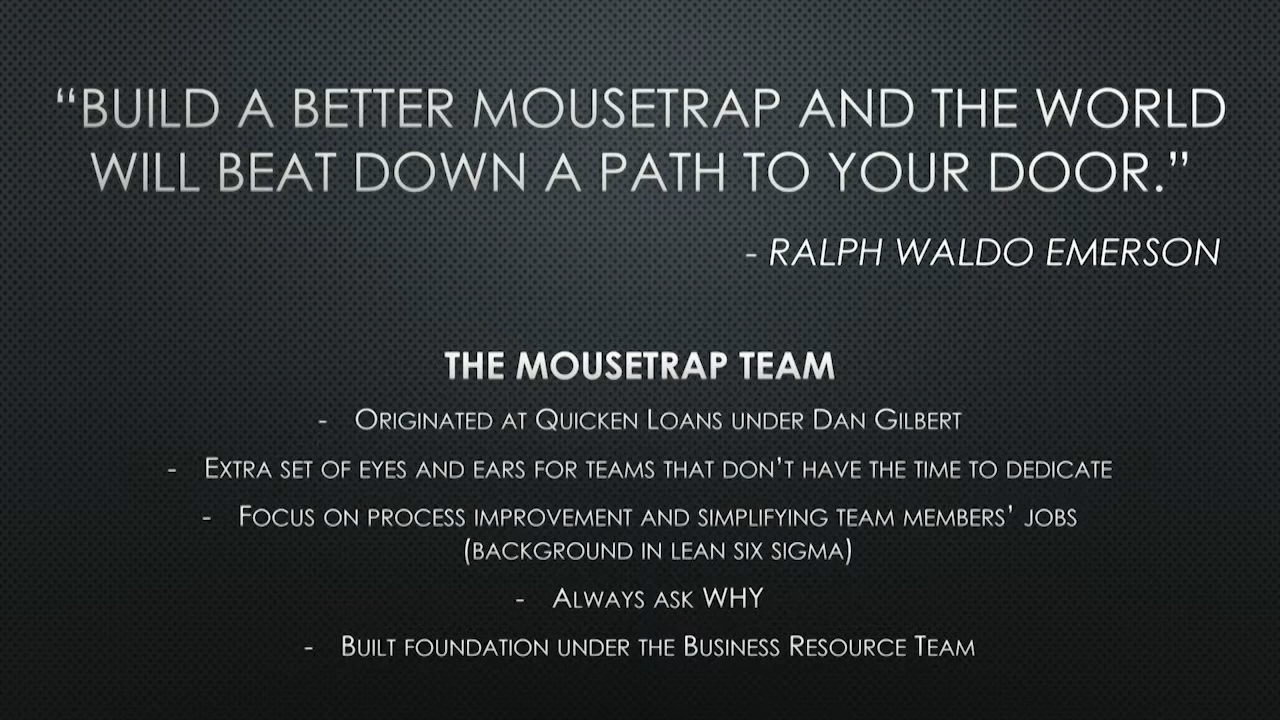 “BUILD A BETTER MOUSETRAP AND THE WORLD
WILL BEAT DOWN A PATH TO YOUR DOOR.”
- RALPH WALDO EMERSON
THE MOUSETRAP TEAM
- ORIGINATED AT QUICKEN LOANS UNDER DAN GILBERT
- EXTRA SET OF EYES AND EARS FOR TEAMS THAT DON’T HAVE THE TIME TO DEDICATE
- FOCUS ON PROCESS IMPROVEMENT AND SIMPLIFYING TEAM MEMBERS’ JOBS
(BACKGROUND IN LEAN SIX SIGMA)
- ALWAYS ASK WHY
- BUILT FOUNDATION UNDER THE BUSINESS RESOURCE TEAM